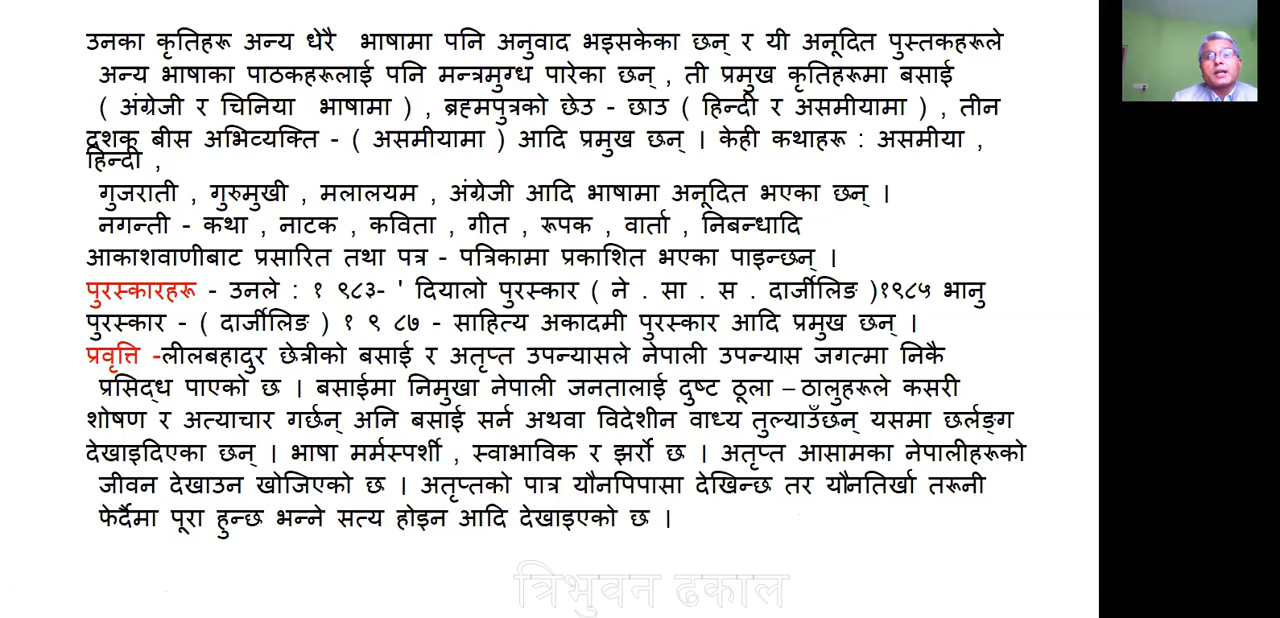 उनका कृतिहरू अन्य धेरै भाषामा पनि अनुवाद भइसकेका छन् र यी अनूदित पुस्तकहरूले
अन्य भाषाका पाठकहरूलाई पनि मन्त्रमुग्ध पारेका छन् , ती प्रमुख कृतिहरूमा बसाई
( अंग्रेजी र चिनिया भाषामा ) , ब्रह्मपुत्रको छेउ - छाउ ( हिन्दी र असमीयामा ) , तीन
दशक बीस अभिव्यक्ति - ( असमीयामा ) आदि प्रमुख छन् । केही कथाहरू : असमीया ,
हिन्दी ,
गुजराती , गुरुमुखी , मलालयम , अंग्रेजी आदि भाषामा अनूदित भएका छन् ।
नगन्ती - कथा , नाटक , कविता , गीत , रूपक , वार्ता , निबन्धादि
आकाशवाणीबाट प्रसारित तथा पत्र - पत्रिकामा प्रकाशित भएका पाइन्छन् ।
पुरस्कारहरू - उनले : १ ९८३- ' दियालो पुरस्कार ( ने . सा . स . दार्जीलिङ )१९८५ भानु
पुरस्कार - ( दार्जीलिङ ) १ ९ ८७ - साहित्य अकादमी पुरस्कार आदि प्रमुख छन् ।
प्रवृत्ति -लीलबहादुर छेत्रीको बसाई र अतृप्त उपन्यासले नेपाली उपन्यास जगत्मा निकै
प्रसिद्ध पाएको छ । बसाईमा निमुखा नेपाली जनतालाई दुष्ट ठूला – ठालुहरूले कसरी
शोषण र अत्याचार गर्छन् अनि बसाई सर्न अथवा विदेशीन वाध्य तुल्याउँछन् यसमा छर्लङ्ग
देखाइदिएका छन् । भाषा मर्मस्पर्शी , स्वाभाविक र झर्रो छ । अतृप्त आसामका नेपालीहरूको
जीवन देखाउन खोजिएको छ । अतृप्तको पात्र यौनपिपासा देखिन्छ तर यौनतिर्खा तरूनी
फेर्दैमा पूरा हुन्छ भन्ने सत्य होइन आदि देखाइएको छ ।
त्रिभुवन ढकाल